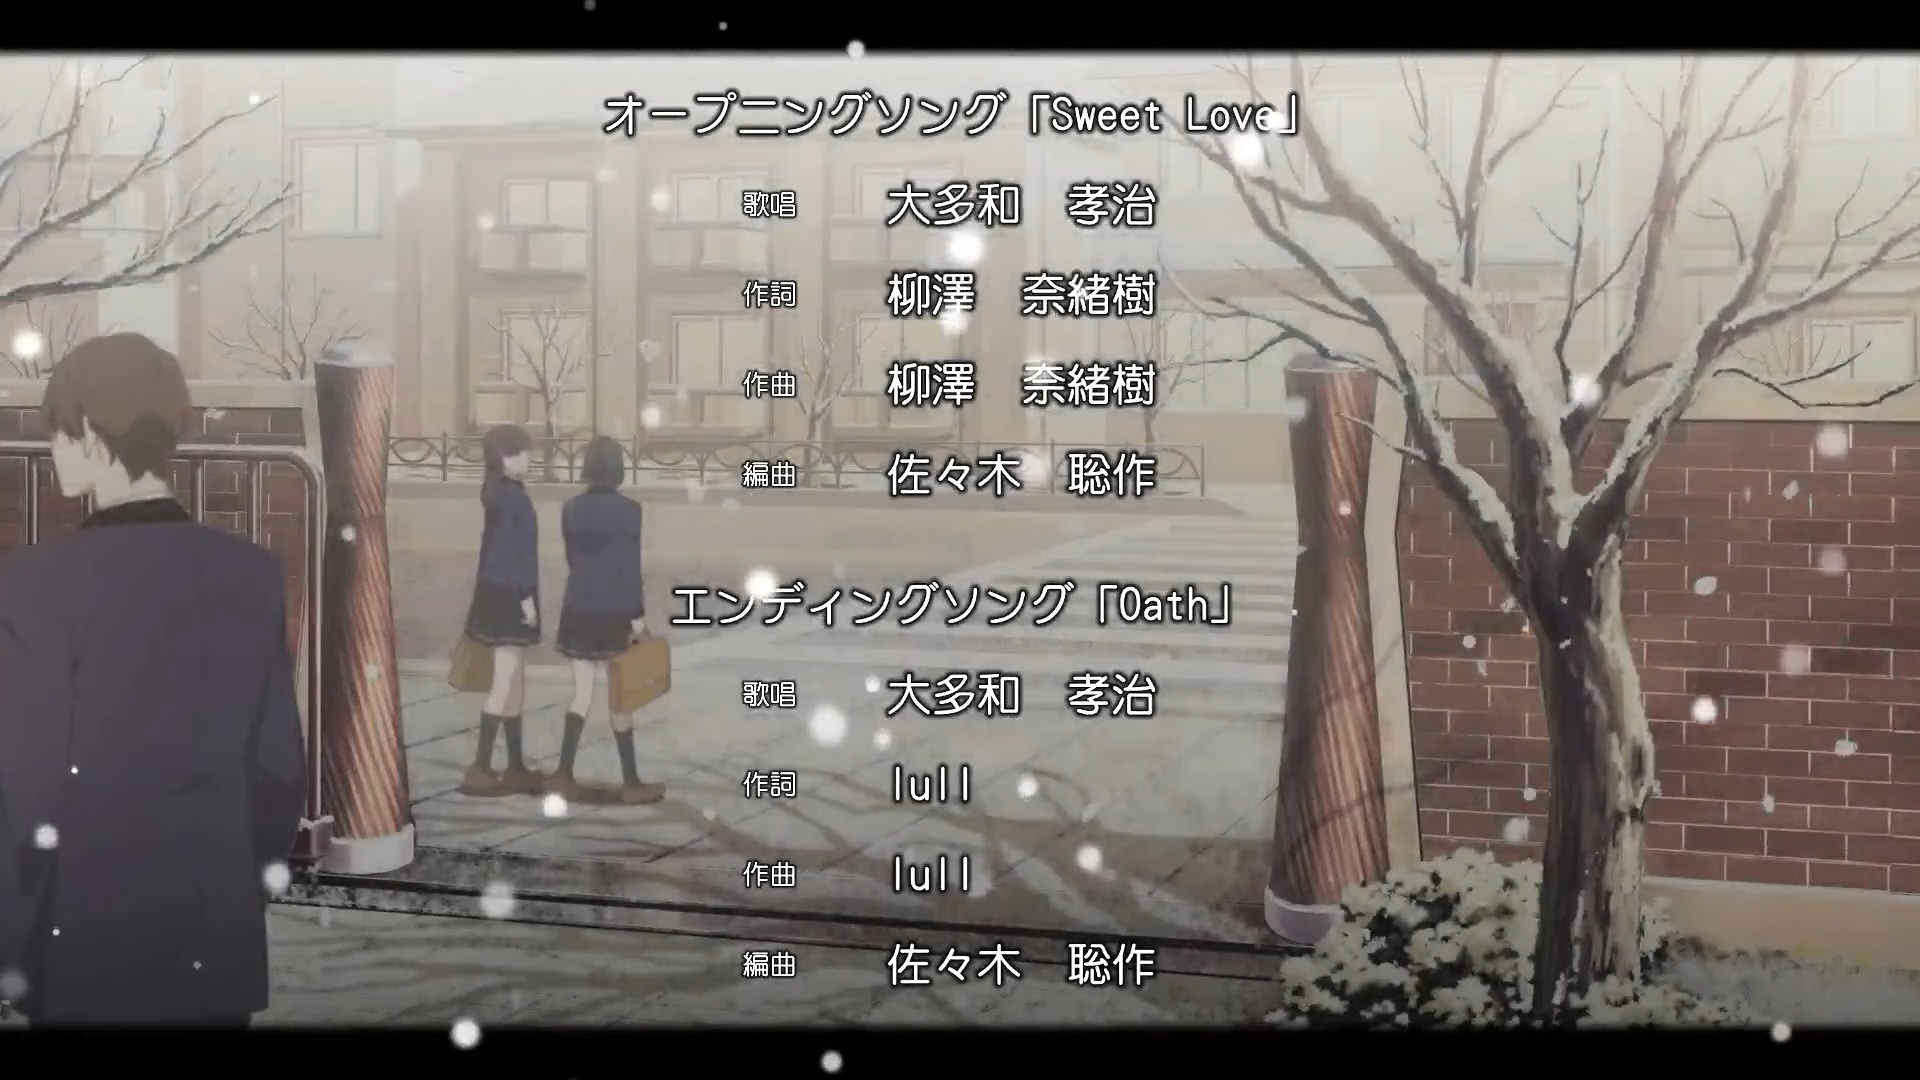 オープニングソング「Sweet Love」
歌唱　大多和　孝治
作詞　柳澤　奈緒樹
作曲　柳澤　奈緒樹
編曲　佐々木　聡作
エンディングソング「Oath」
歌唱　大多和　孝治
作詞　lull
作曲　lull
編曲　佐々木　聡作